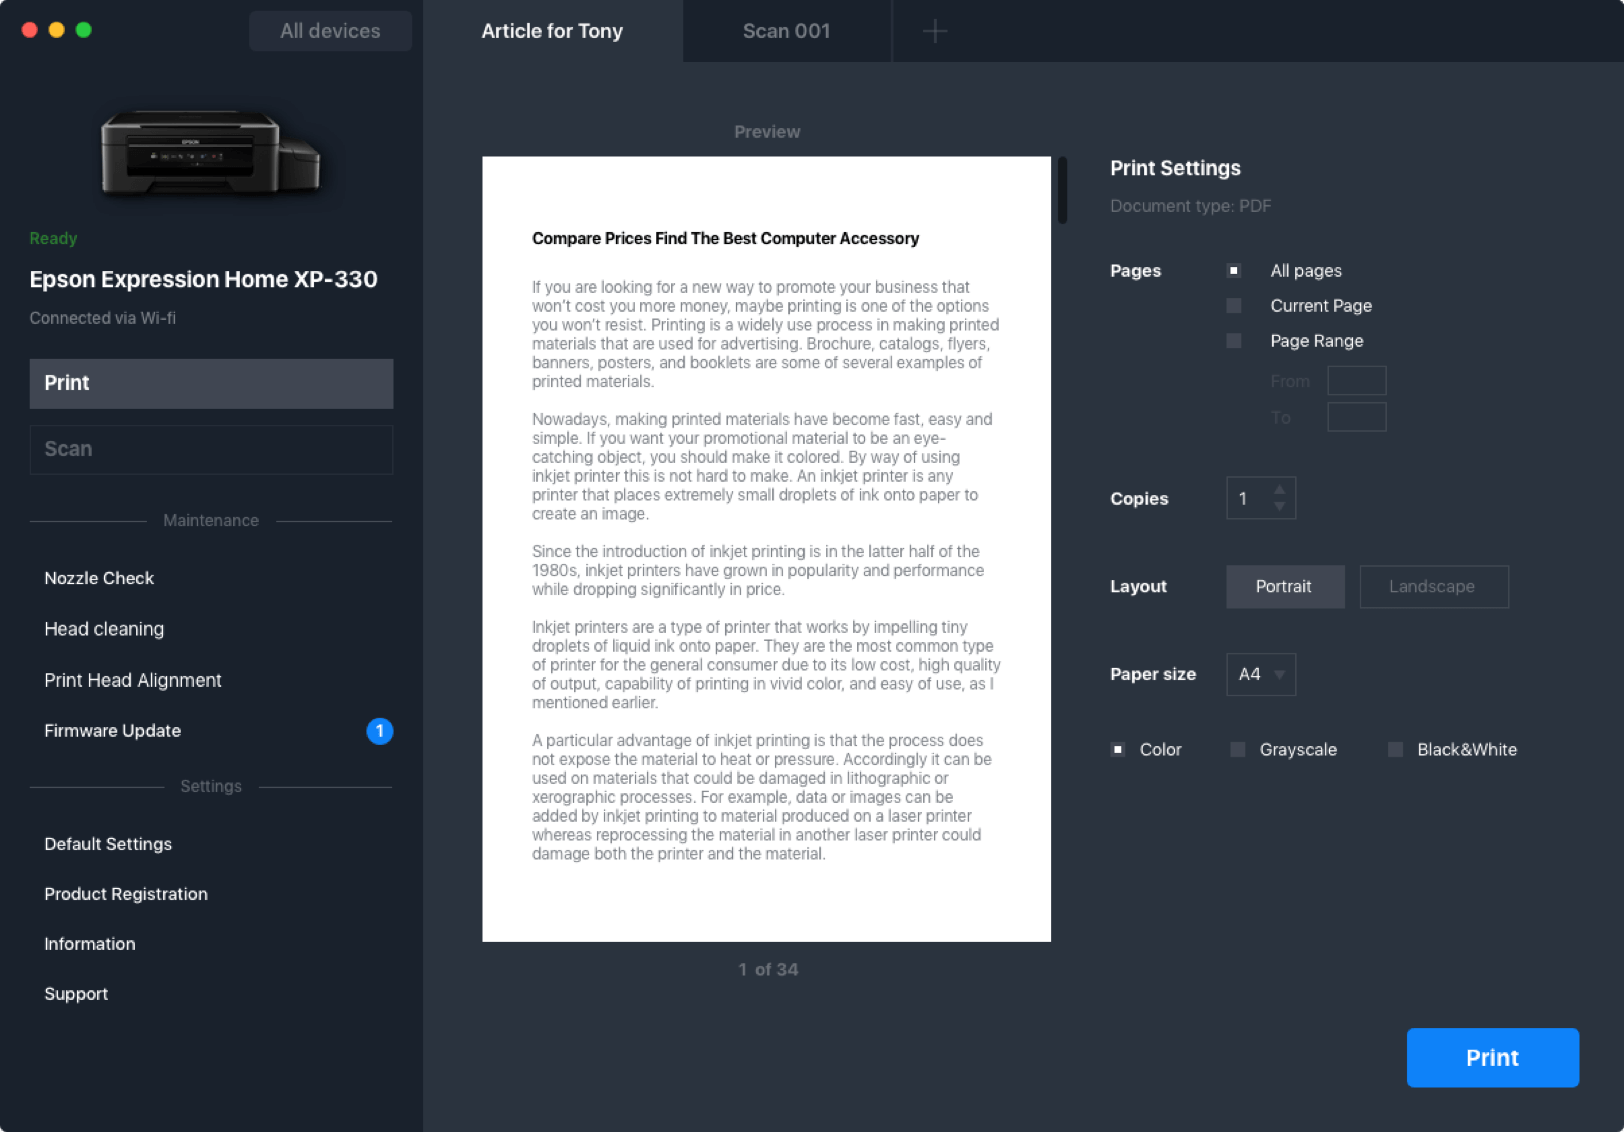 All devices
Article for Tony
Scan 001
EPSON
Ready
Epson Expression Home XP-330
Connected via Wi-fi
Print
Scan
Maintenance
Nozzle Check
Head cleaning
Print Head Alignment
Firmware Update 1
Settings
Default Settings
Product Registration
Information
Support
Preview
Compare Prices Find The Best Computer Accessory
If you are looking for a new way to promote your business that
won't cost you more money, maybe printing is one of the options
you won't resist. Printing is a widely use process in making printed
materials that are used for advertising. Brochure, catalogs, flyers,
banners, posters, and booklets are some of several examples of
printed materials.
Nowadays, making printed materials have become fast, easy and
simple. If you want your promotional material to be an eye-
catching object, you should make it colored. By way of using
inkjet printer this is not hard to make. An inkjet printer is any
printer that places extremely small droplets of ink onto paper to
create an image.
Since the introduction of inkjet printing is in the latter half of the
1980s, inkjet printers have grown in popularity and performance
while dropping significantly in price.
Inkjet printers are a type of printer that works by impelling tiny
droplets of liquid ink onto paper. They are the most common type
of printer for the general consumer due to its low cost, high quality
of output, capability of printing in vivid color, and easy of use, as I
mentioned earlier.
A particular advantage of inkjet printing is that the process does
not expose the material to heat or pressure. Accordingly it can be
used on materials that could be damaged in lithographic or
xerographic processes. For example, data or images can be
added by inkjet printing to material produced on a laser printer
whereas reprocessing the material in another laser printer could
damage both the printer and the material.
1 of 34
Print Settings
Document type: PDF
Pages
All pages
Current Page
Page Range
From
To
Copies 1
Layout Portrait Landscape
Paper size A4
Color Grayscale Black&White
Print